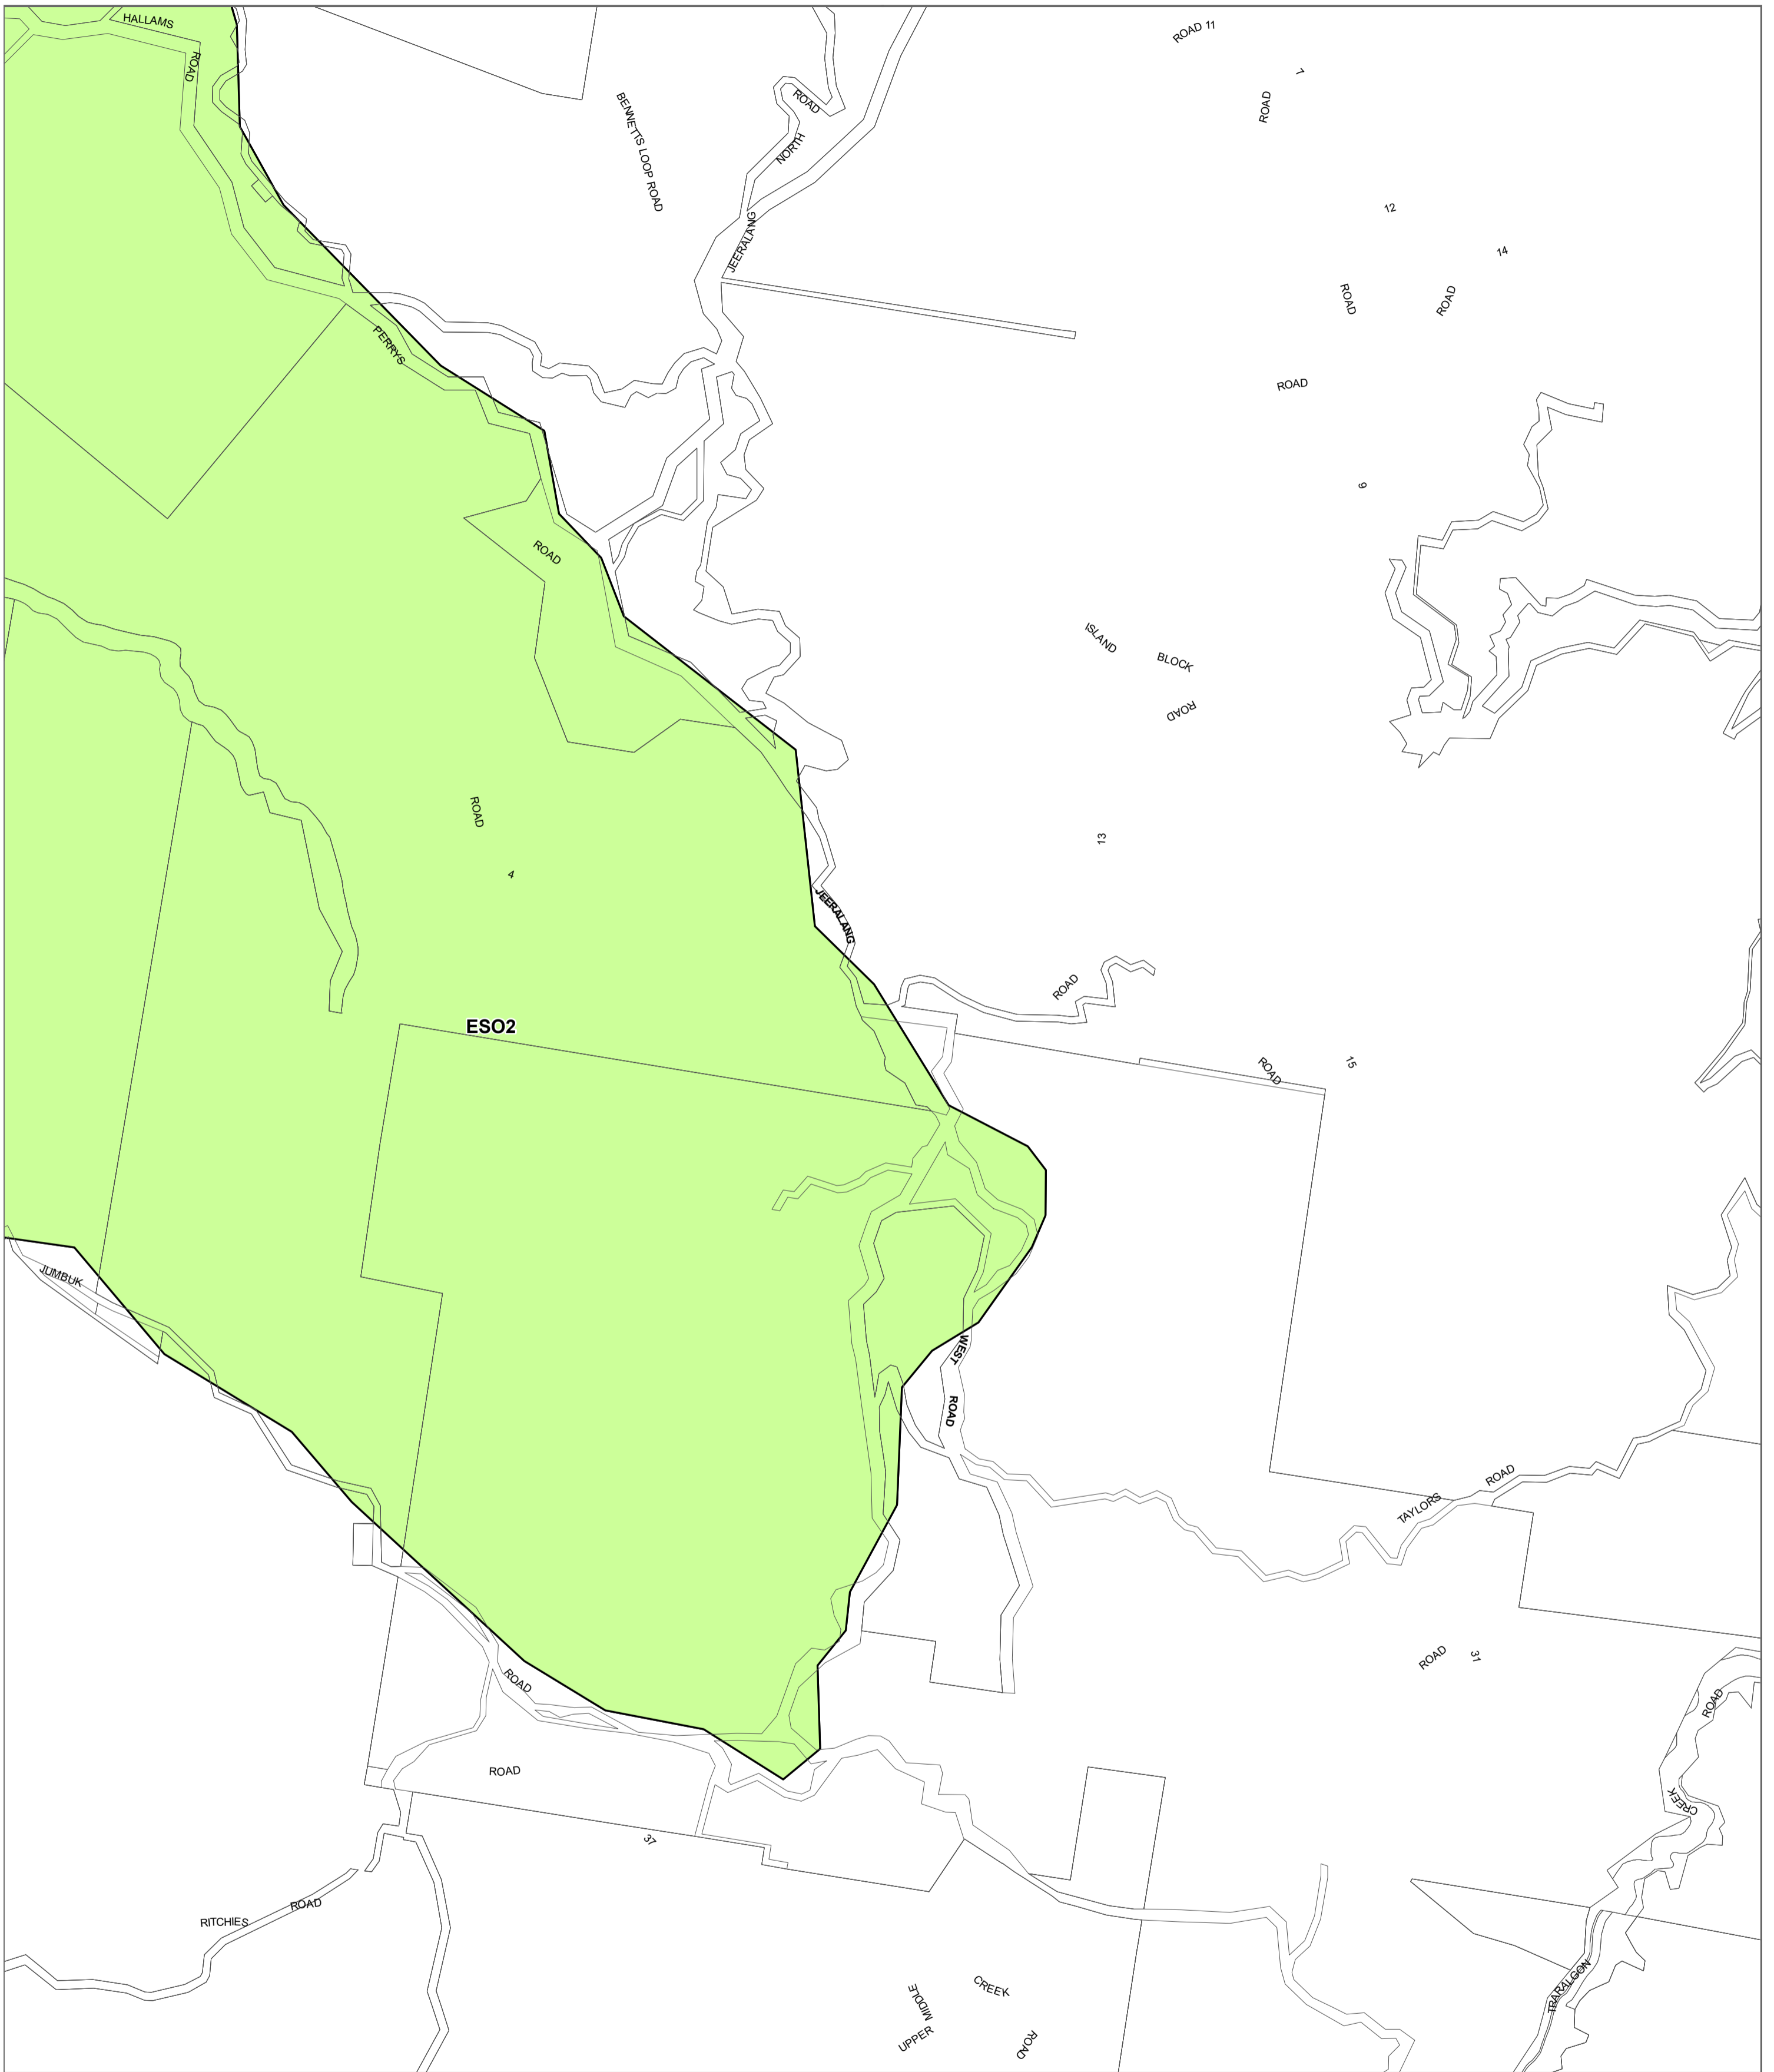 HALLAMS
ROAD
ROAD 11
7
ROAD
ROAD
BENNETTS LOOP ROAD
NORTH
JEERALANG
12
14
ROAD
ROAD
PERRYS
ROAD
9
ROAD
ISLAND
BLOCK
ROAD
ROAD
13
4
JEERALANG
ROAD
ESO2
ROAD
15
JUMBUK
WEST
ROAD
ROAD
TAYLORS
ROAD
31
ROAD
ROAD
ROAD
CREEK
37
ROAD
RITCHIES
TRARALGON
CREEK
MIDDLE
UPPER
ROAD